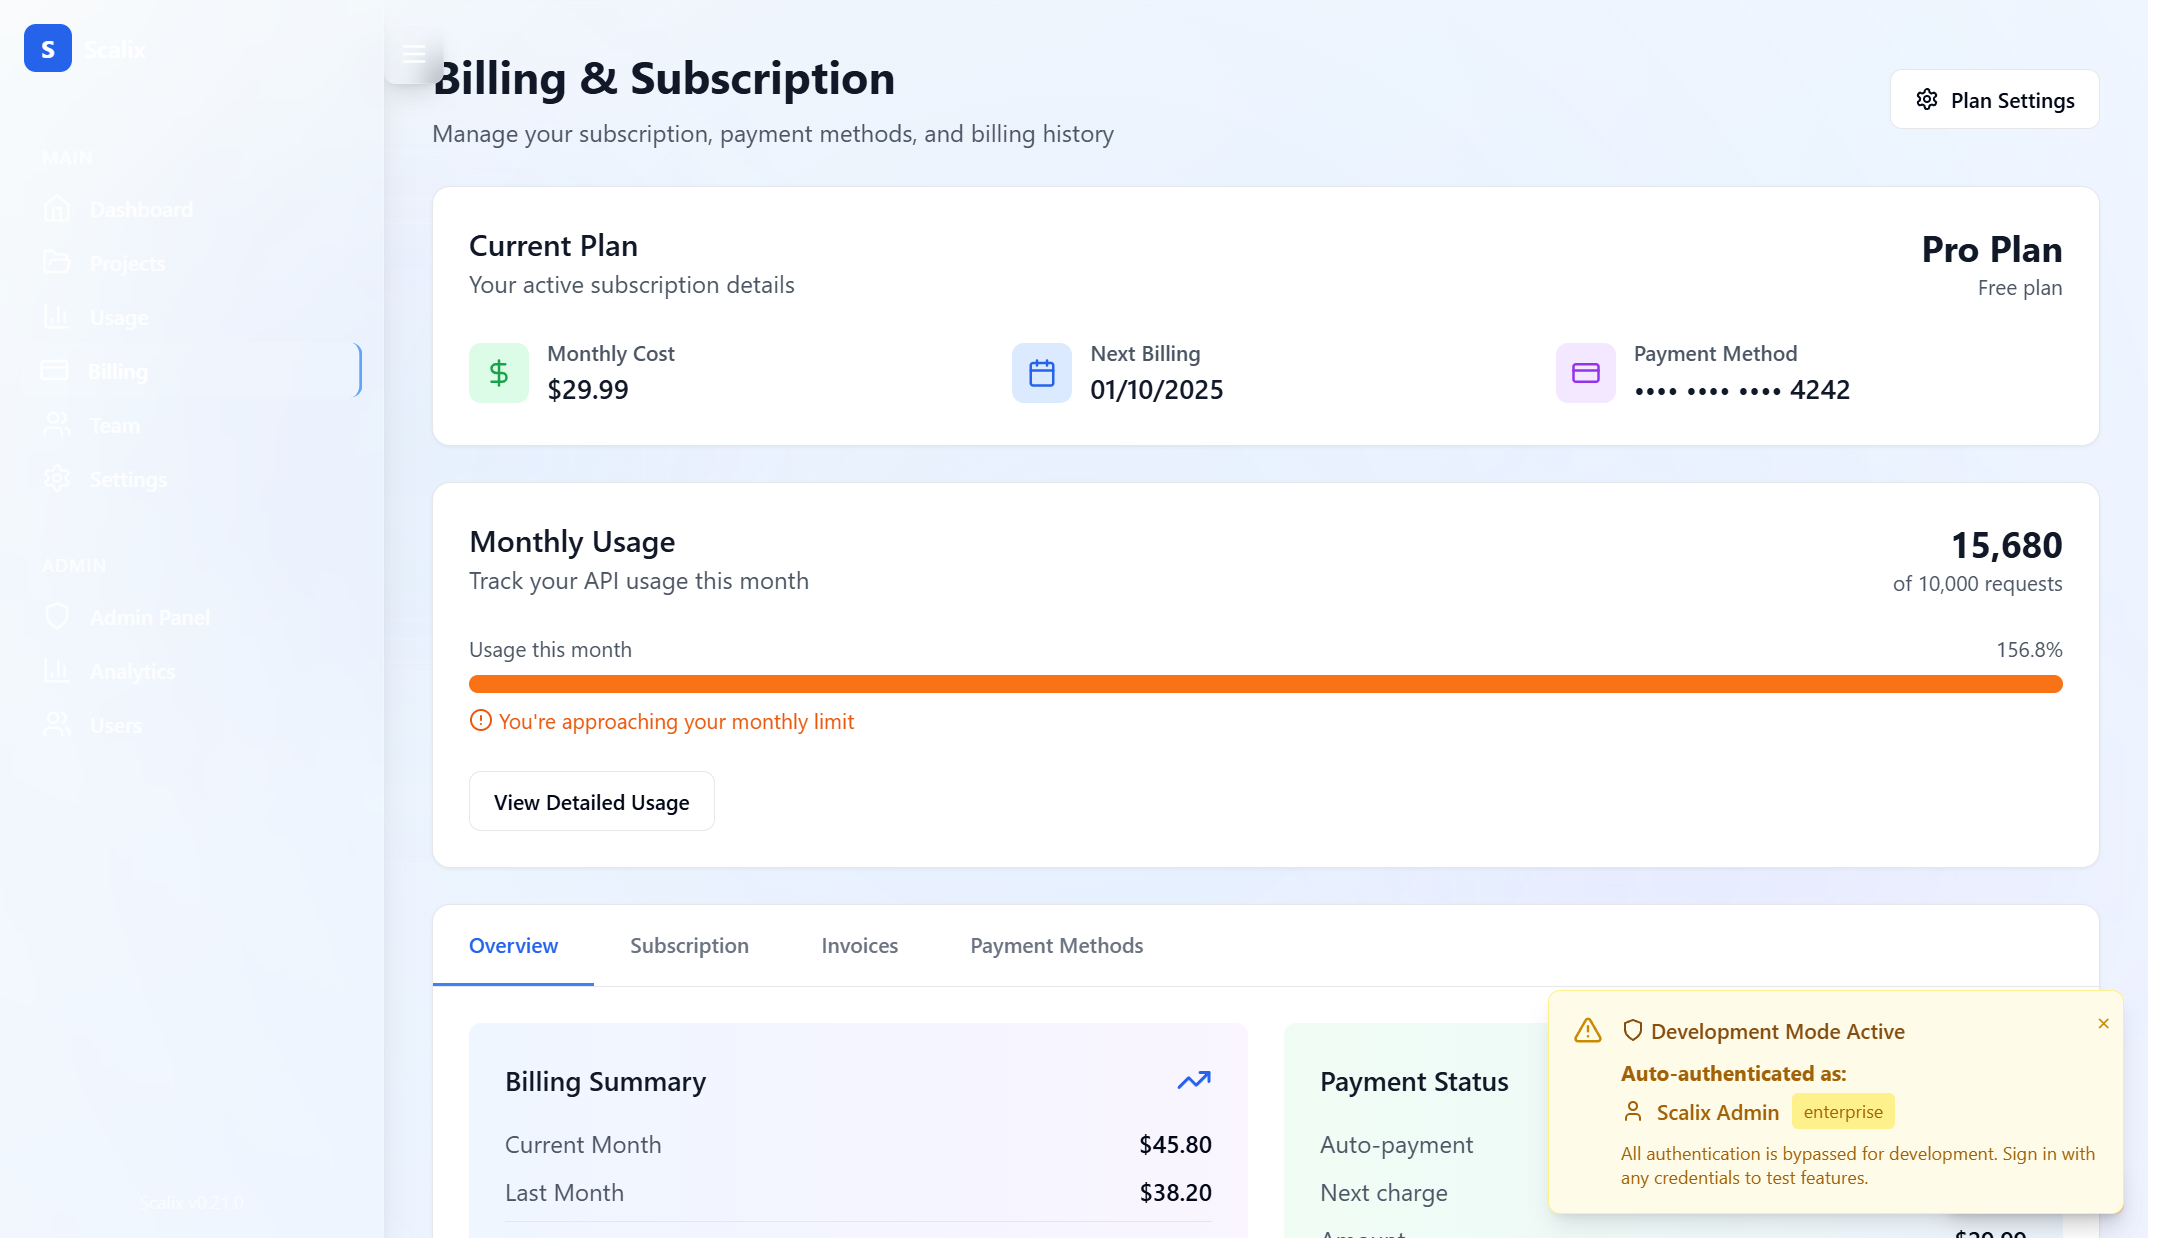 S Scalix
MAIN
Dashboard
Projects
Usage
Billing
Team
Settings
ADMIN
Admin Panel
Analytics
Users
Scalix v0.21.0
Billing & Subscription
Manage your subscription, payment methods, and billing history
Plan Settings
Current Plan
Your active subscription details
Pro Plan
Free plan
Monthly Cost
$29.99
Next Billing
01/10/2025
Payment Method
•••• •••• •••• 4242
Monthly Usage
Track your API usage this month
15,680
of 10,000 requests
Usage this month
156.8%
You're approaching your monthly limit
View Detailed Usage
Overview
Subscription
Invoices
Payment Methods
Billing Summary
Current Month
$45.80
Last Month
$38.20
Payment Status
Auto-payment
Next charge
Development Mode Active
Auto-authenticated as:
Scalix Admin enterprise
All authentication is bypassed for development. Sign in with
any credentials to test features.
×